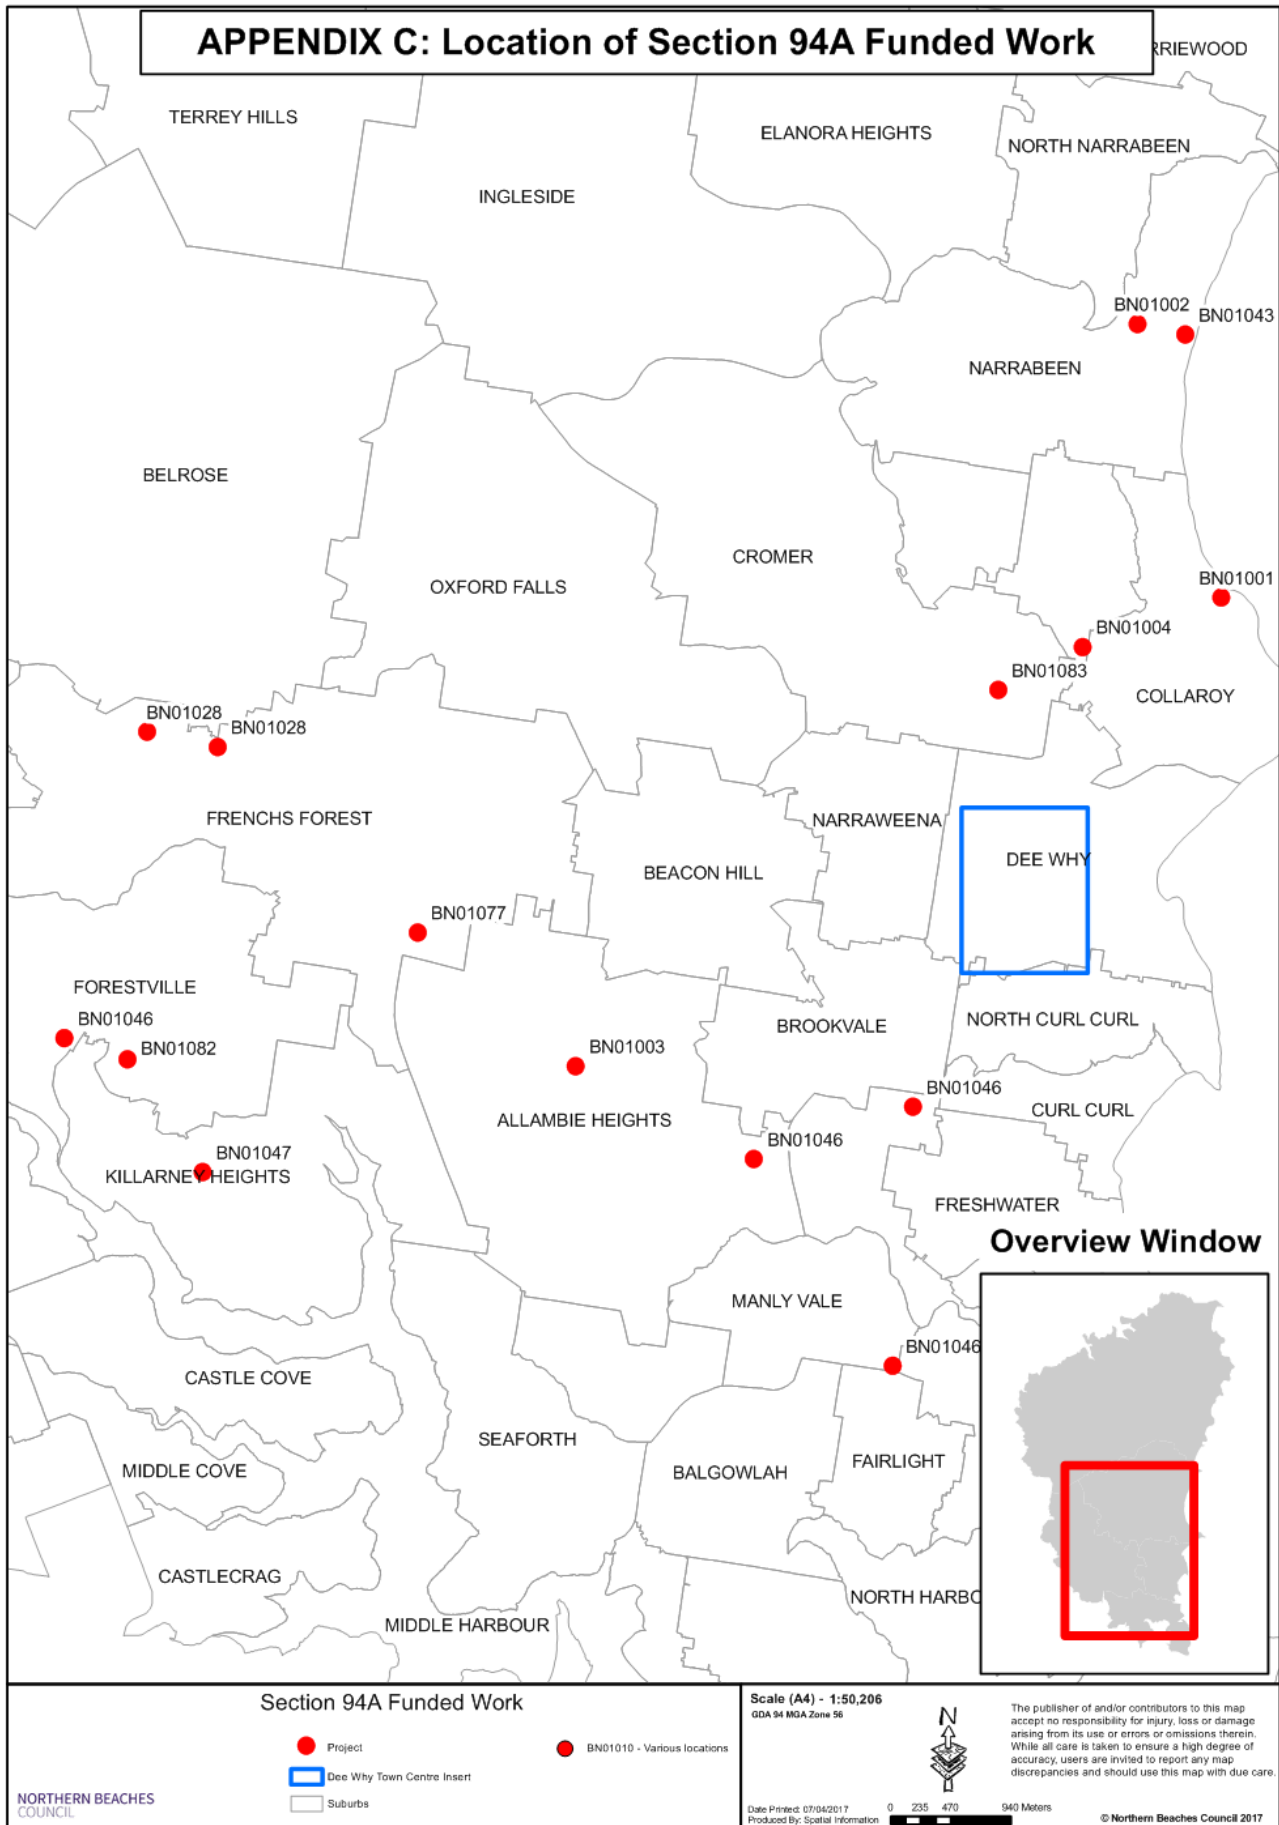 APPENDIX C: Location of Section 94A Funded Work
RRIEWOOD
TERREY HILLS
ELANORA HEIGHTS
NORTH NARRABEEN
INGLESIDE
BN01002
BN01043
NARRABEEN
BELROSE
CROMER
OXFORD FALLS
BN01001
BN01004
BN01083
COLLAROY
BN01028
BN01028
FRENCHS FOREST
NARRAWEENA
DEE WHY
BEACON HILL
BN01077
FORESTVILLE
BN01046
BN01082
BROOKVALE
NORTH CURL CURL
BN01003
BN01046
CURL CURL
ALLAMBIE HEIGHTS
BN01046
BN01047
KILLARNEY HEIGHTS
FRESHWATER
Overview Window
MANLY VALE
BN01046
CASTLE COVE
SEAFORTH
MIDDLE COVE
BALGOWLAH
FAIRLIGHT
CASTLECRAG
NORTH HARBO
MIDDLE HARBOUR
Section 94A Funded Work
Project
BN01010 - Various locations
Dee Why Town Centre Insert
Suburbs
NORTHERN BEACHES
COUNCIL
Scale (A4) - 1:50,206
GDA 94 MGA Zone 56
N
Date Printed: 07/04/2017
Produced By: Spatial Information
0 235 470 940 Meters
The publisher of and/or contributors to this map
accept no responsibility for injury, loss or damage
arising from its use or errors or omissions therein.
While all care is taken to ensure a high degree of
accuracy, users are invited to report any map
discrepancies and should use this map with due care.
© Northern Beaches Council 2017